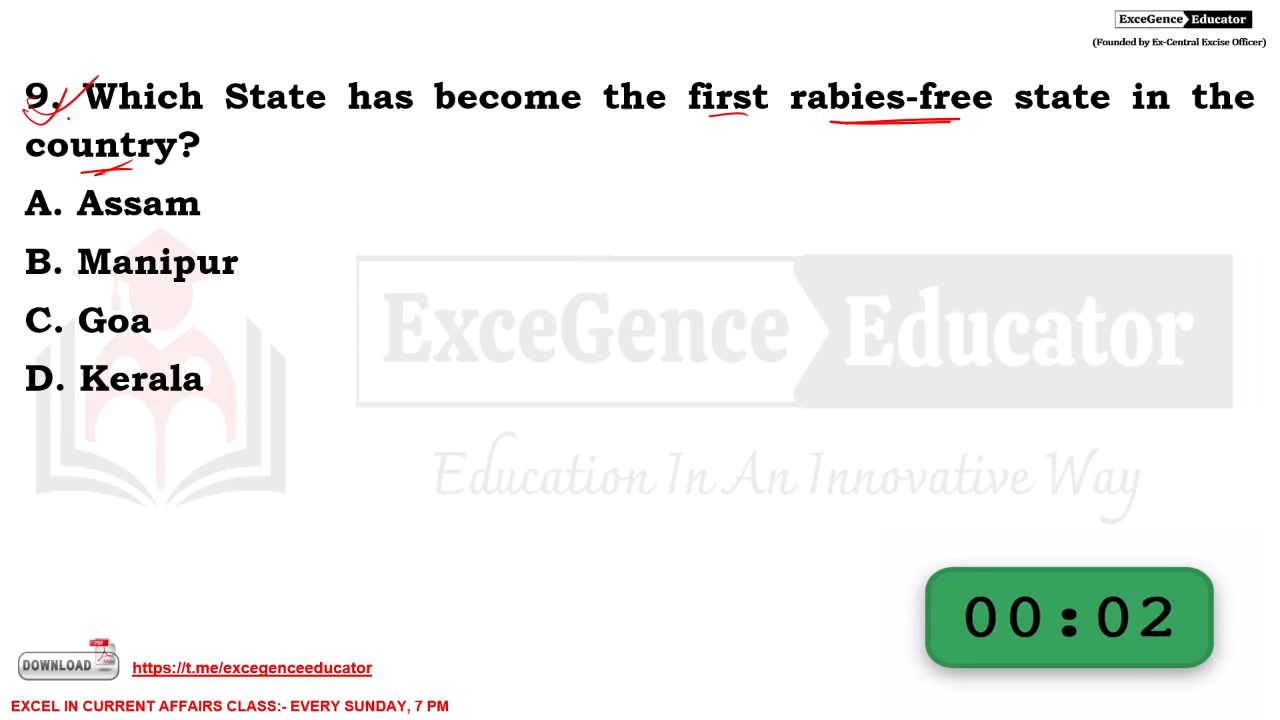 ExceGence Educator
(Founded by Ex-Central Excise Officer)
9. Which State has become the first rabies-free state in the
country?
A. Assam
B. Manipur
C. Goa
D. Kerala
ExceGence Educator
Education In An Innovative Way
00:02
PDF
DOWNLOAD
https://t.me/excegenceeducator
EXCEL IN CURRENT AFFAIRS CLASS:- EVERY SUNDAY, 7 PM